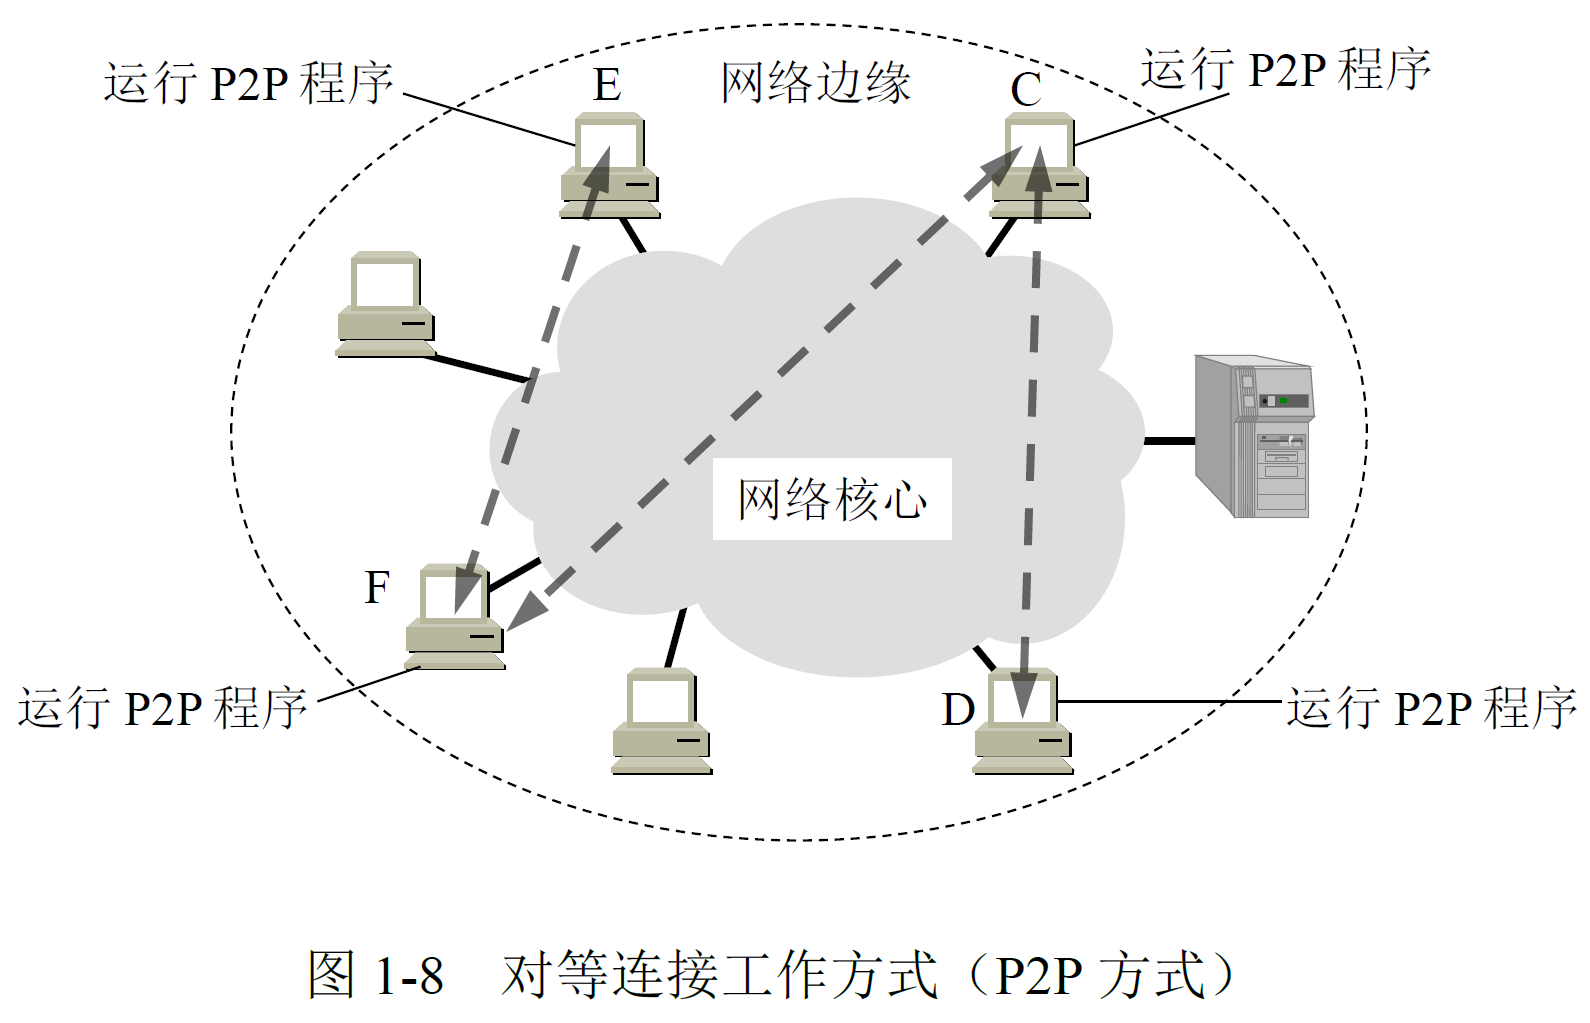 运行 P2P 程序
E
网络边缘
C
运行 P2P 程序
网络核心
F
运行 P2P 程序
D
运行 P2P 程序
图 1-8 对等连接工作方式（P2P 方式）